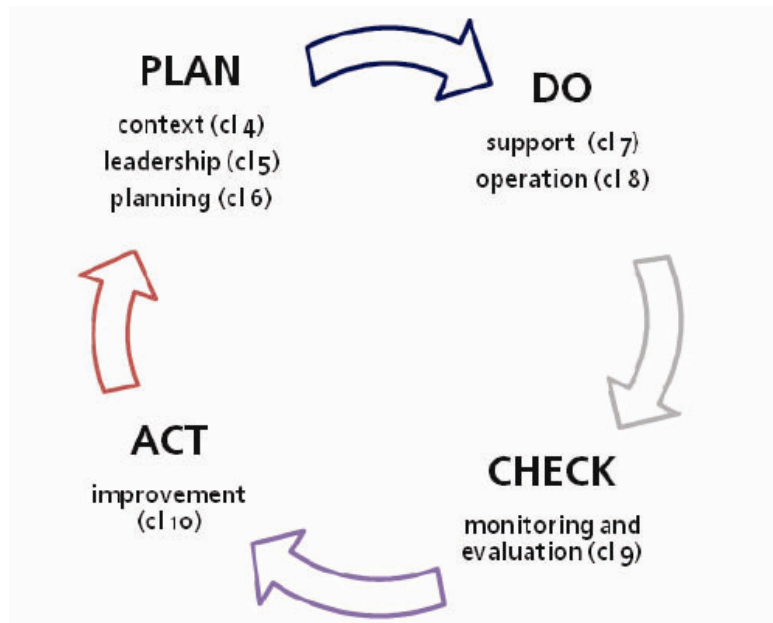 PLAN
context (cl 4)
leadership (cl 5)
planning (cl 6)
DO
support (cl 7)
operation (cl 8)
CHECK
monitoring and
evaluation (cl 9)
ACT
improvement
(cl 10)